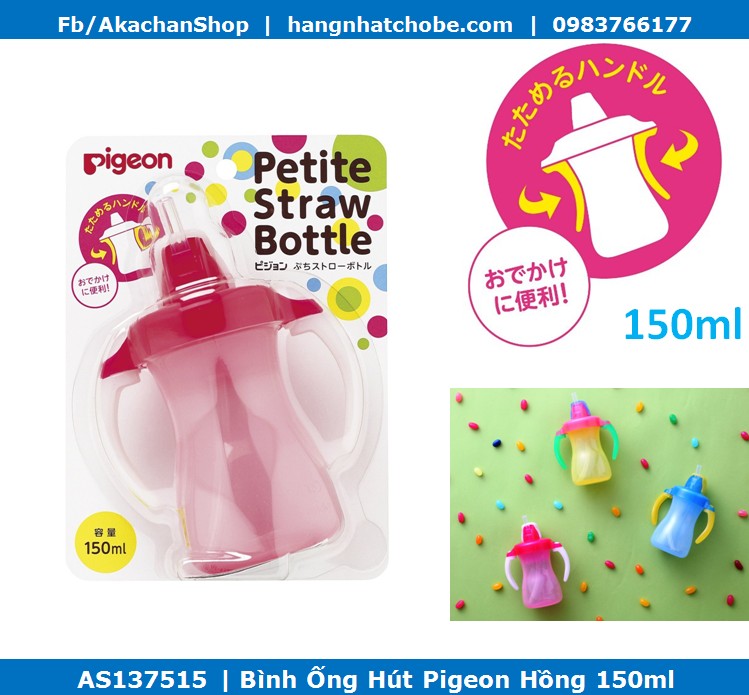 Fb/AkachanShop | hangnhatchobe.com | 0983766177
Pigeon
Petite
Straw
Bottle
ピジョン ぷちストローボトル
たためるハンドル
おでかけ
に便利!
容量
150ml
たためるハンドル
おでかけ
に便利!
150ml
AS137515 | Bình Ống Hút Pigeon Hồng 150ml